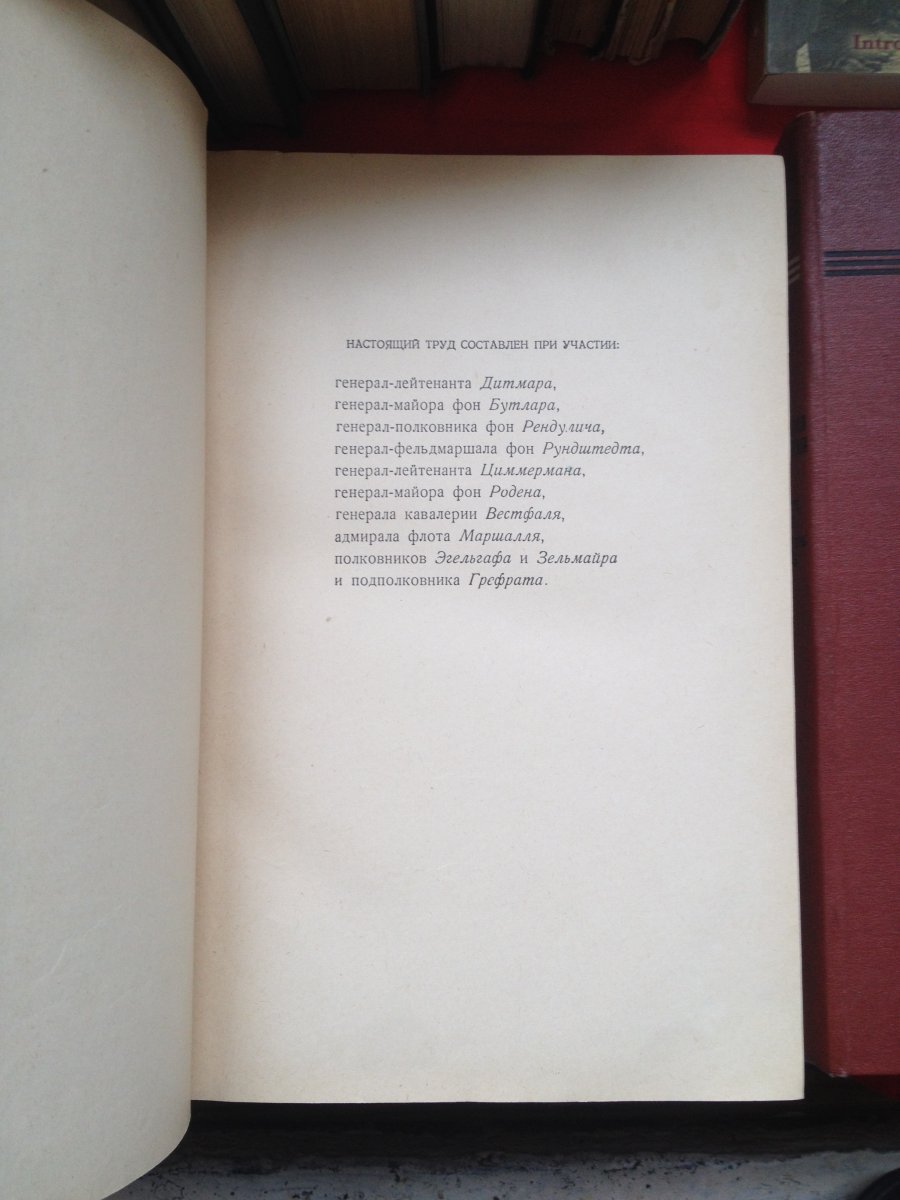 Intro
НАСТОЯЩИЙ ТРУД СОСТАВЛЕН ПРИ УЧАСТИИ:
генерал-лейтенанта Дитмара,
генерал-майора фон Бутлара,
генерал-полковника фон Рендулича,
генерал-фельдмаршала фон Рундштедта,
генерал-лейтенанта Циммермана,
генерал-майора фон Родена,
генерала кавалерии Вестфаля,
адмирала флота Маршалля,
полковников Эгельгафа и Зельмайра
и подполковника Грефрата.